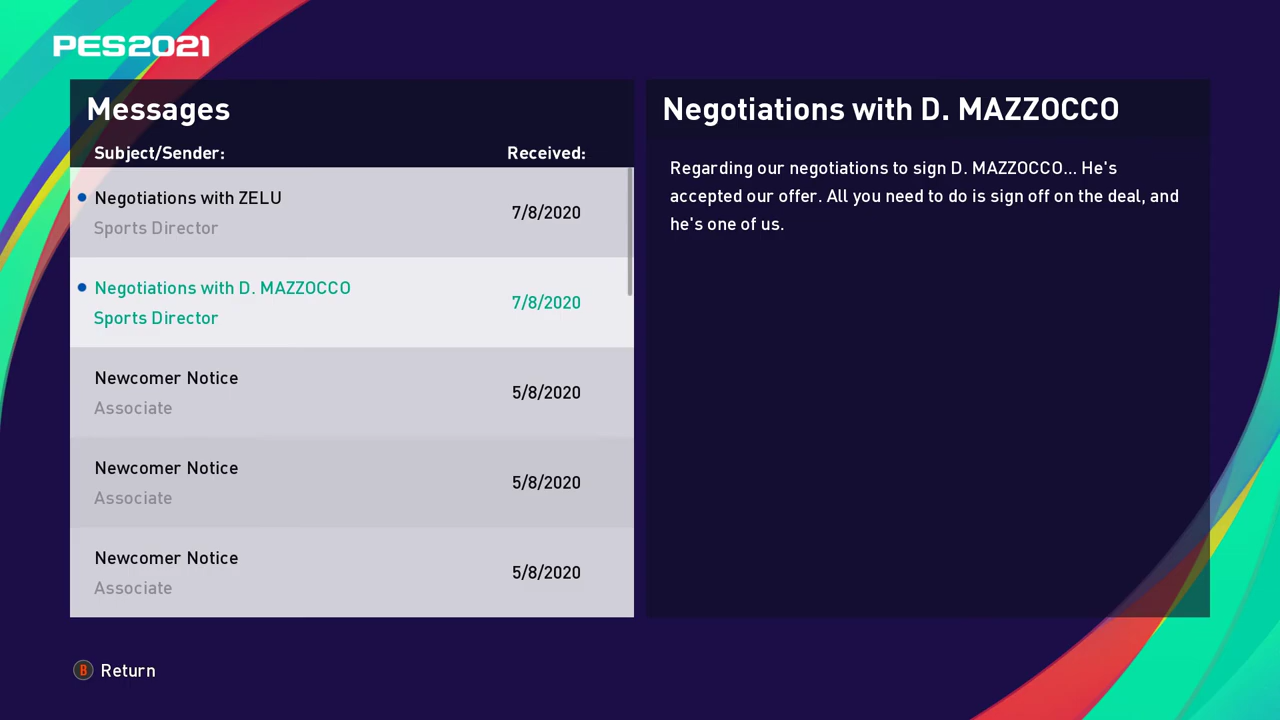 PES2021
Messages
Subject/Sender:
Received:
Negotiations with ZELU
Sports Director
7/8/2020
Negotiations with D. MAZZOCCO
Sports Director
7/8/2020
Newcomer Notice
Associate
5/8/2020
Newcomer Notice
Associate
5/8/2020
Newcomer Notice
Associate
5/8/2020
Negotiations with D. MAZZOCCO
Regarding our negotiations to sign D. MAZZOCCO... He's
accepted our offer. All you need to do is sign off on the deal, and
he's one of us.
B Return